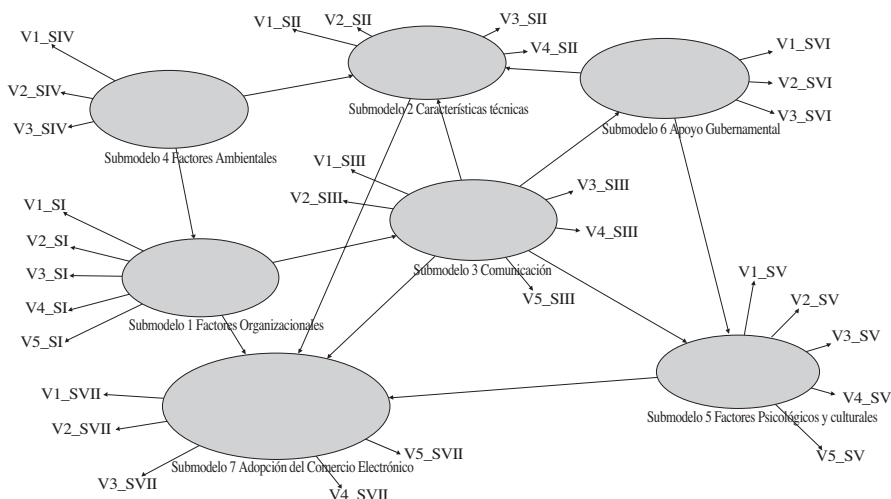 V1_SIV
V2_SIV
V3_SIV
Submodelo 4 Factores Ambientales
V1_SII
V2_SII
V3_SII
V4_SII
Submodelo 2 Características técnicas
V1_SVI
V2_SVI
V3_SVI
Submodelo 6 Apoyo Gubernamental
V1_SIII
V2_SIII
V3_SIII
V4_SIII
Submodelo 3 Comunicación
V5_SIII
V1_SI
V2_SI
V3_SI
V4_SI
V5_SI
Submodelo 1 Factores Organizacionales
V1_SV
V2_SV
V3_SV
V4_SV
Submodelo 5 Factores Psicológicos y culturales
V5_SV
V1_SVII
V2_SVII
V3_SVII
Submodelo 7 Adopción del Comercio Electrónico
V4_SVII
V5_SVII